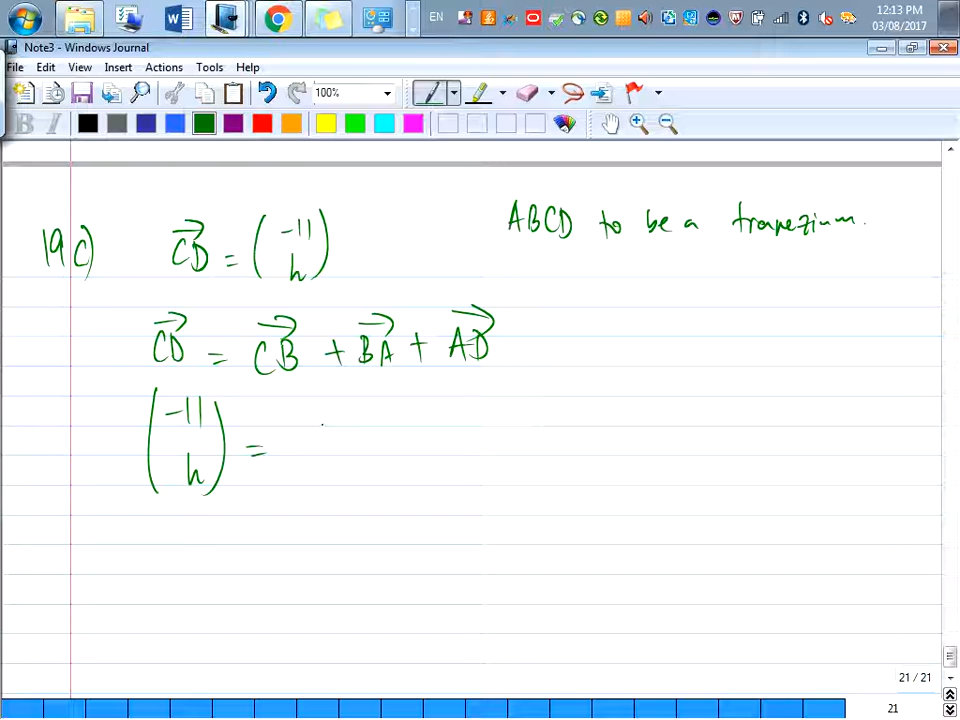 EN
12:13 PM
03/08/2017
Note3 - Windows Journal
File Edit View Insert Actions Tools Help
100%
B I
19 c) CD = ( -11 h )
ABCD to be a trapezium.
CD = CB + BA + AD
( -11 h ) =
21 / 21
21